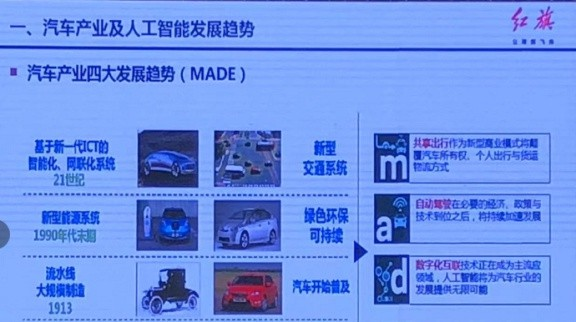 一、汽车产业及人工智能发展趋势
红旗
汽车产业四大发展趋势（MADE）
基于新一代ICT的
智能化、网联化系统
21世纪
新型
交通系统
新型能源系统
1990年代末期
绿色环保
可持续
流水线
大规模制造
1913
汽车开始普及
m
共享出行作为新型商业模式将颠
覆汽车所有权、个人出行与货运
物流方式
a
自动驾驶在必要的经济、政策与
技术到位之后，将持续加速发展
d
数字化互联技术正在成为主流应
领域，人工智能将为汽车行业的
发展提供无限可能